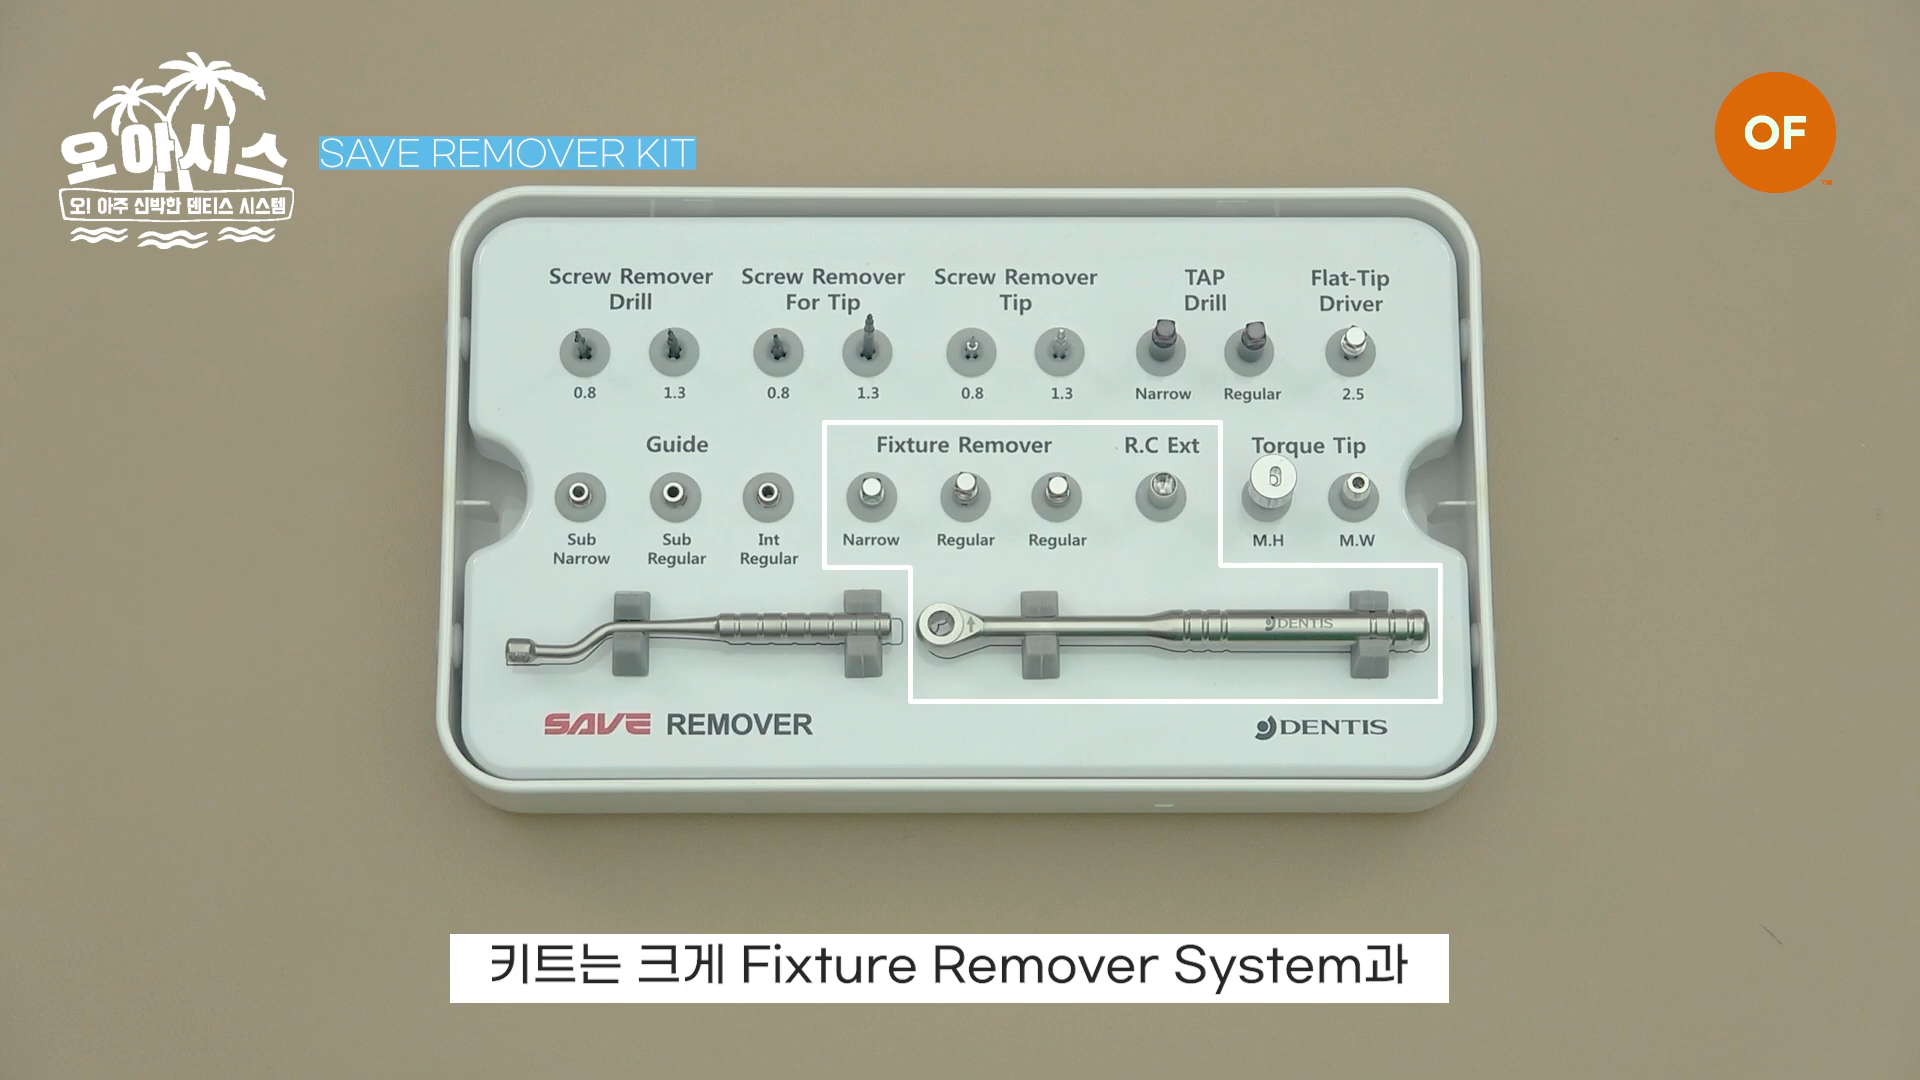 오아시스
오! 아주 신박한 덴티스 시스템
SAVE REMOVER KIT
OF
TM
Screw Remover Drill
0.8 1.3
Screw Remover For Tip
0.8 1.3
Screw Remover Tip
0.8 1.3
TAP Drill
Narrow Regular
Flat-Tip Driver
2.5
Guide
Sub Narrow
Sub Regular
Int Regular
Fixture Remover
Narrow Regular Regular
R.C Ext
Torque Tip
M.H M.W
DENTIS
SAVE REMOVER
DENTIS
키트는 크게 Fixture Remover System과